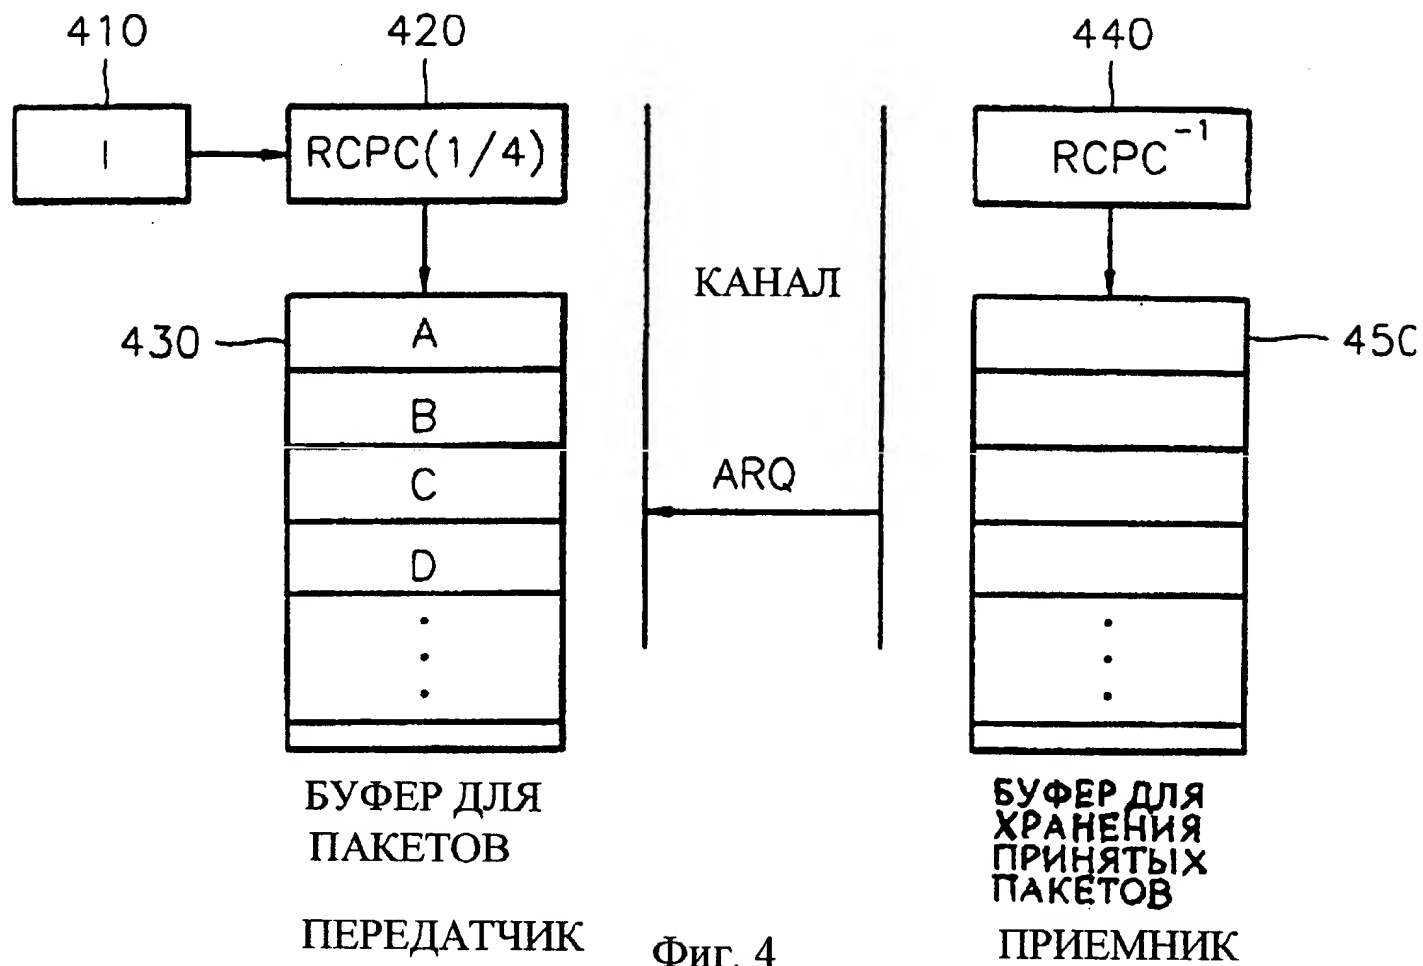 410
420
440
I
RCPC(1/4)
RCPC⁻¹
КАНАЛ
430
A
450
B
C
ARQ
D
БУФЕР ДЛЯ
ПАКЕТОВ
БУФЕР ДЛЯ
ХРАНЕНИЯ
ПРИНЯТЫХ
ПАКЕТОВ
ПЕРЕДАТЧИК
Фиг. 4
ПРИЕМНИК